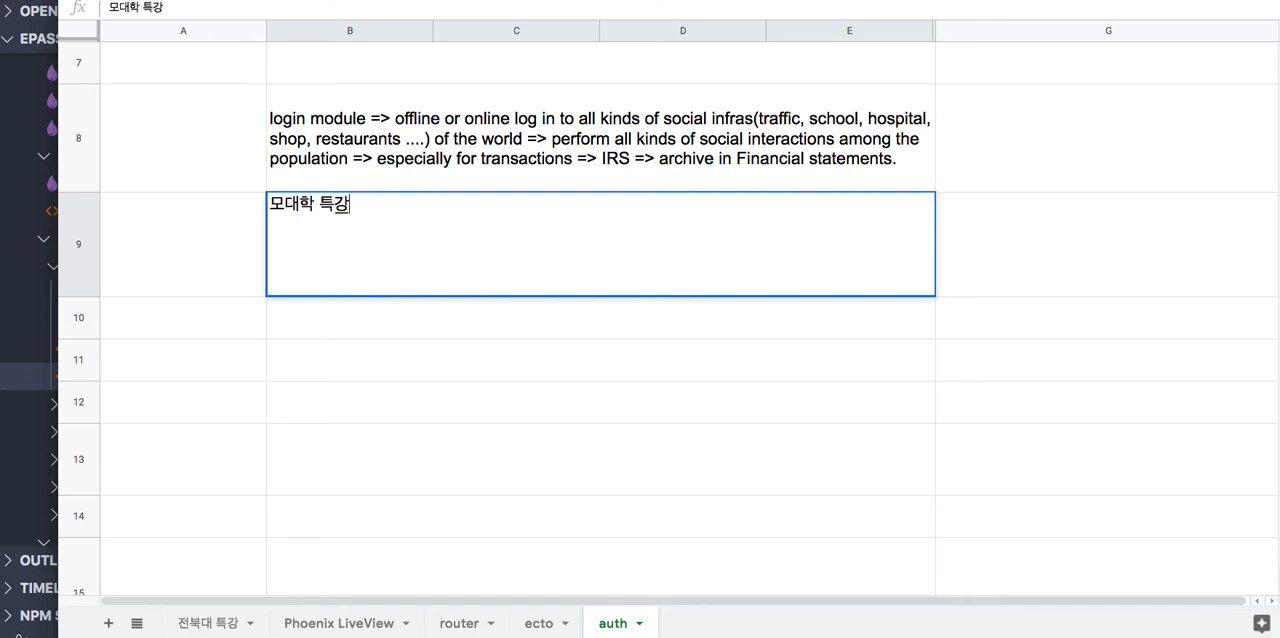 OPEN
fx 모대학 특강
A B C D E G
EPAS
7
8
login module => offline or online log in to all kinds of social infras(traffic, school, hospital,
shop, restaurants ....) of the world => perform all kinds of social interactions among the
population => especially for transactions => IRS => archive in Financial statements.
9
모대학 특강
10
11
12
13
14
15
OUTL
TIMEL
NPM S
전북대 특강 Phoenix LiveView router ecto auth